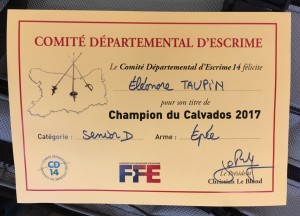 COMITÉ DÉPARTEMENTAL D'ESCRIME
Le Comité Départemental d'Escrime 14 félicite
Eléonore TAUPIN
pour son titre de
Champion du Calvados 2017
Catégorie : Senior D Arme : Epée
CD
14
FFE
Le Président
Christian Le Blond